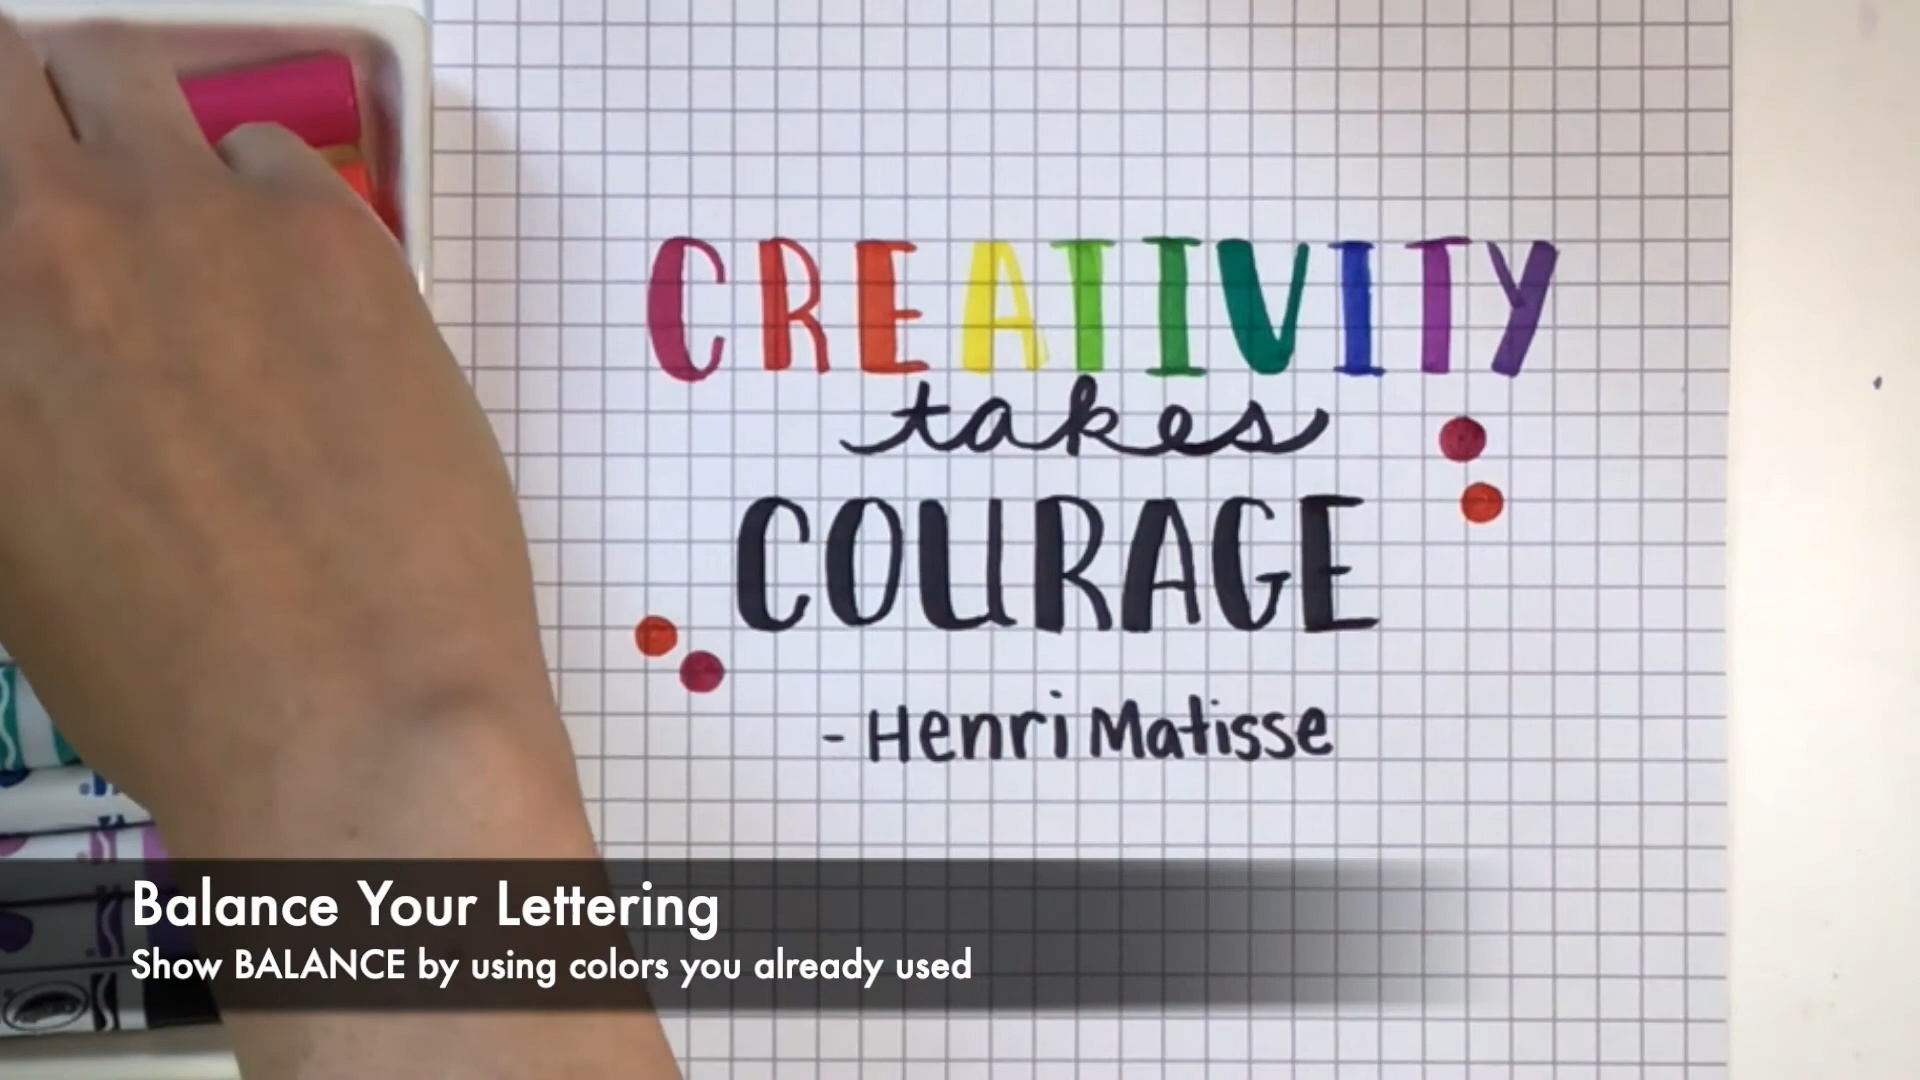 CREATIVITY
takes
COURAGE
- Henri Matisse
Balance Your Lettering
Show BALANCE by using colors you already used